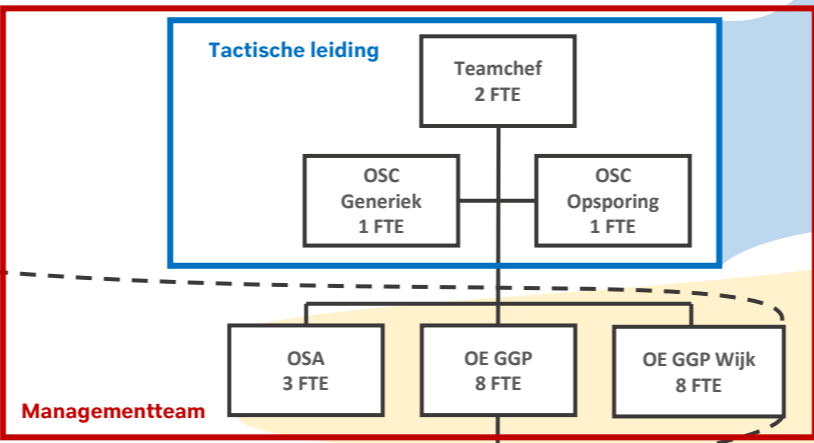 Tactische leiding
Teamchef
2 FTE
OSC
Generiek
1 FTE
OSC
Opsporing
1 FTE
OSA
3 FTE
OE GGP
8 FTE
OE GGP Wijk
8 FTE
Managementteam